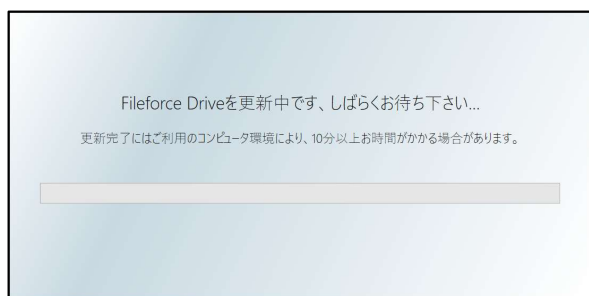 Fileforce Driveを更新中です、しばらくお待ち下さい...
更新完了にはご利用のコンピュータ環境により、10分以上お時間がかかる場合があります。